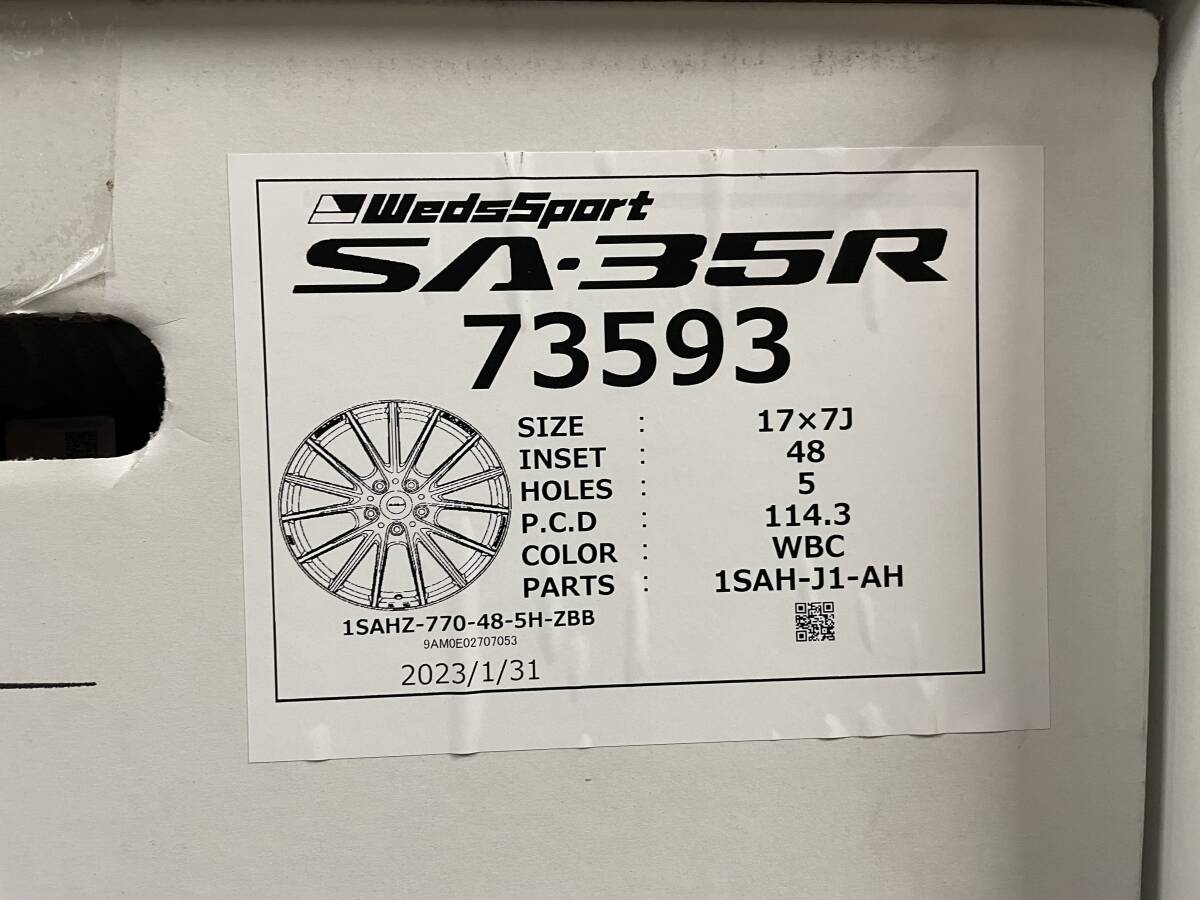 WedsSport
SA-35R
73593
SIZE : 17×7J
INSET : 48
HOLES : 5
P.C.D : 114.3
COLOR : WBC
PARTS : 1SAH-J1-AH
1SAHZ-770-48-5H-ZBB
9AM0E02707053
2023/1/31